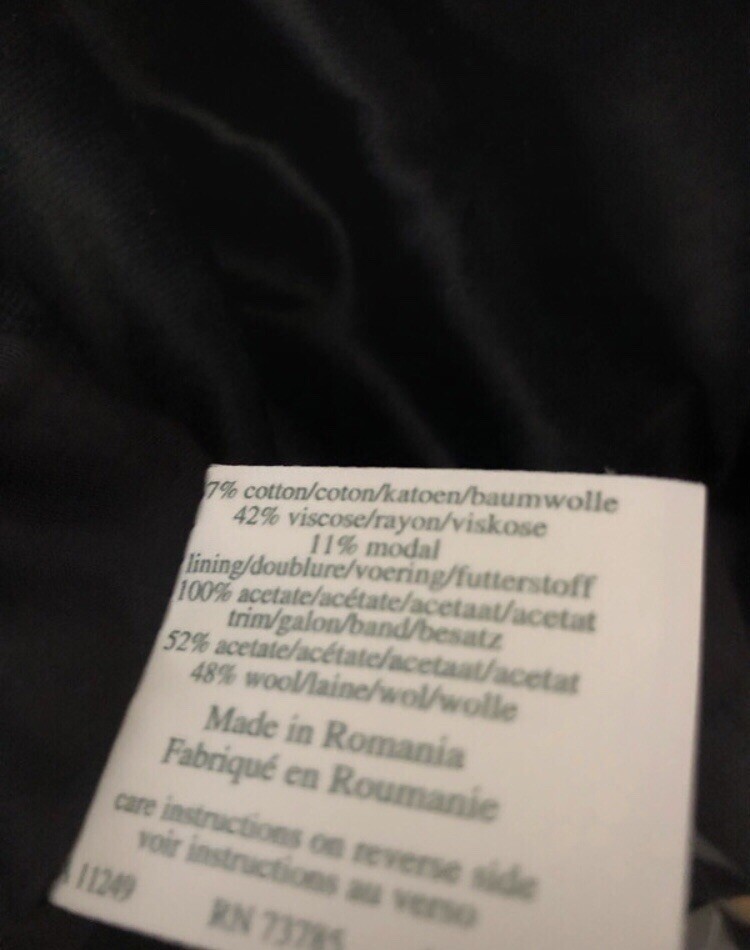 7% cotton/coton/katoen/baumwolle
42% viscose/rayon/viskose
11% modal
lining/doublure/voering/futterstoff
100% acetate/acétate/acetaat/acetat
trim/galon/band/besatz
52% acetate/acétate/acetaat/acetat
48% wool/laine/wol/wolle
Made in Romania
Fabriqué en Roumanie
care instructions on reverse side
voir instructions au verso
11249
RN 73785